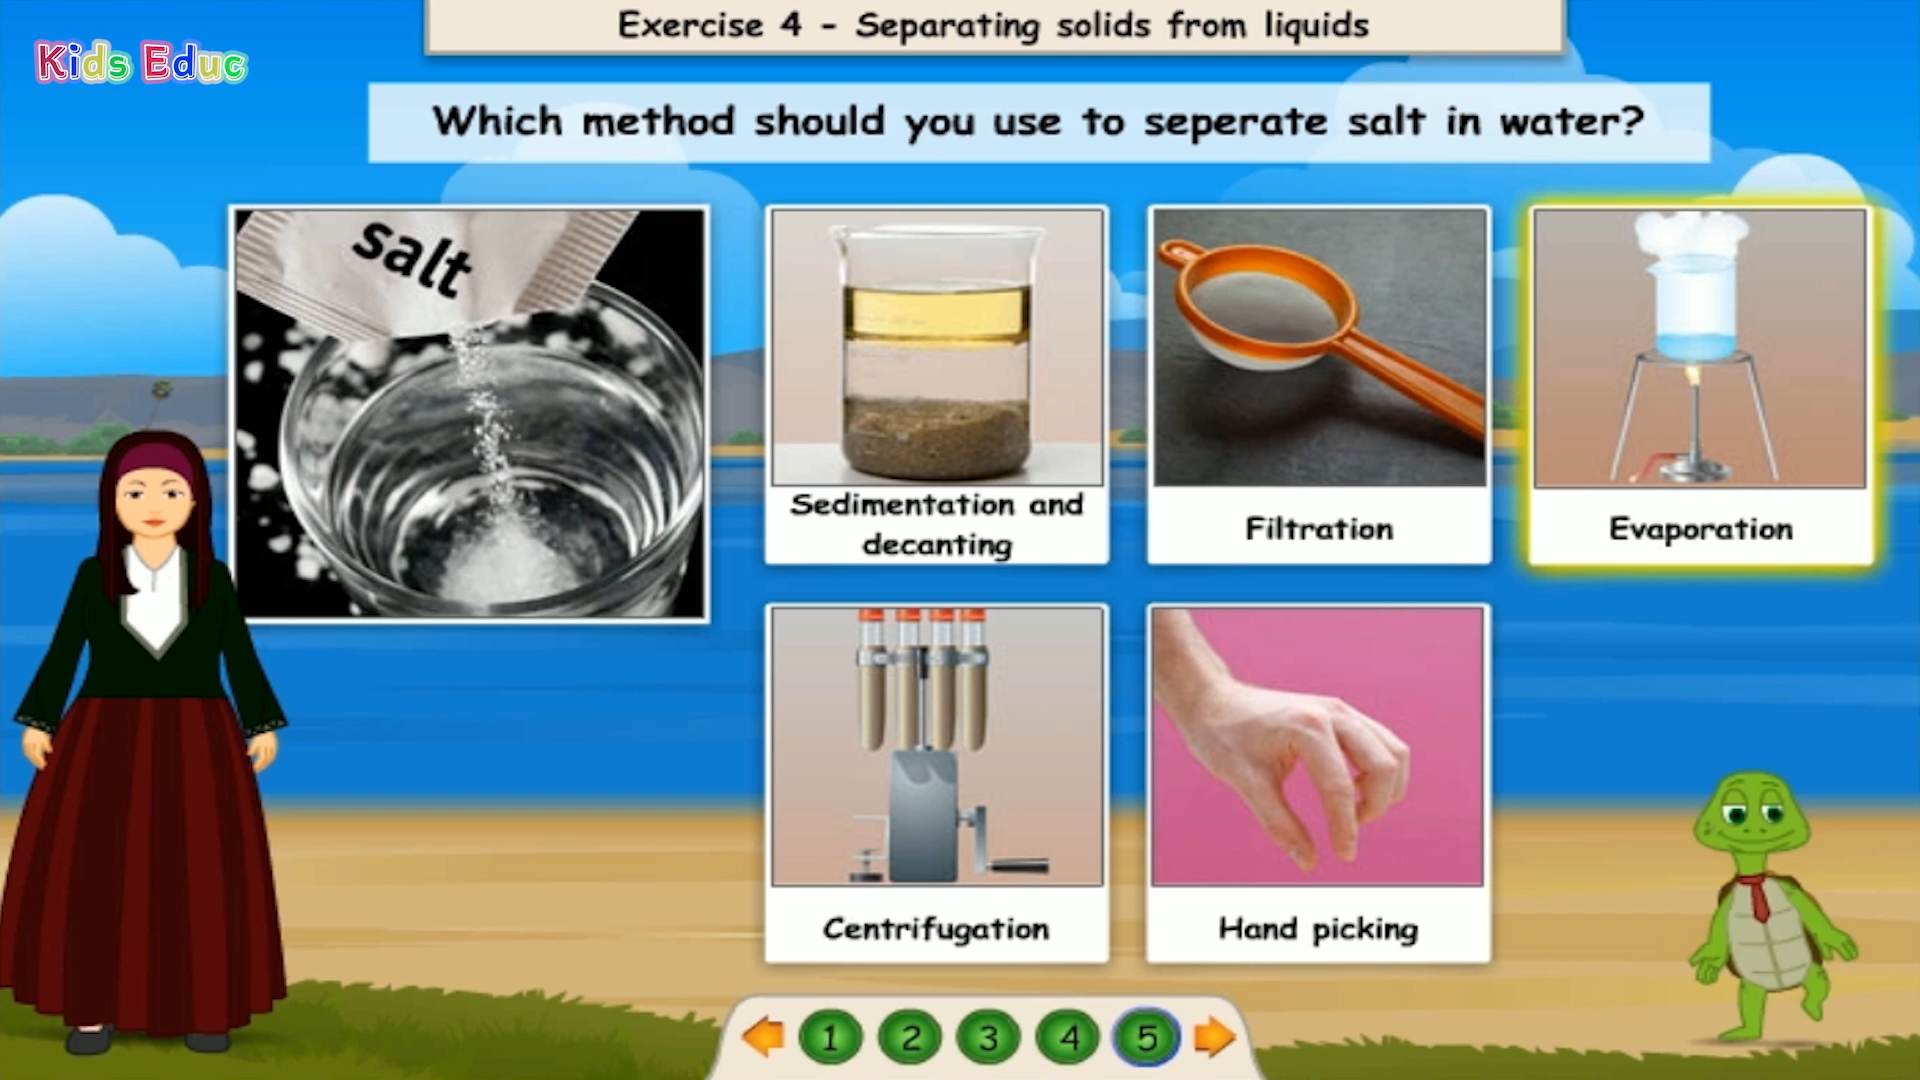 Exercise 4 - Separating solids from liquids
Kids Educ
Which method should you use to seperate salt in water?
salt
Sedimentation and
decanting
Filtration
Evaporation
Centrifugation
Hand picking
1 2 3 4 5